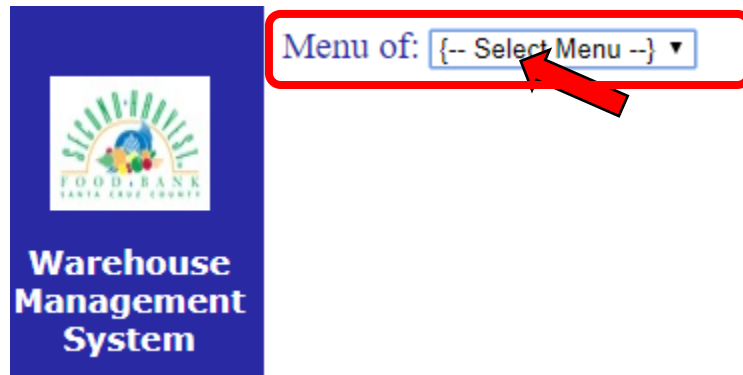 Menu of: {-- Select Menu --}
SECOND HARVEST
FOOD BANK
SANTA CRUZ COUNTY
Warehouse
Management
System